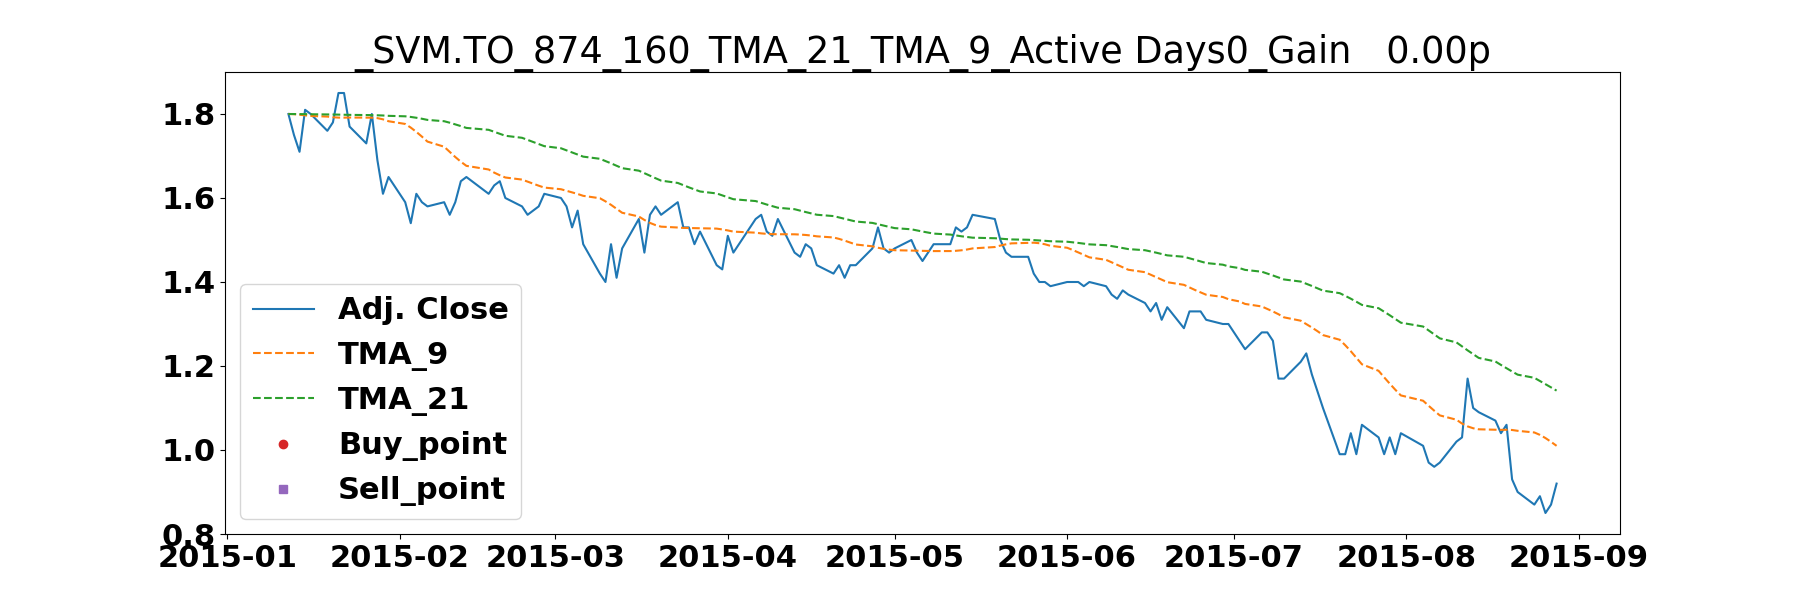 _SVM.TO_874_160_TMA_21_TMA_9_Active Days0_Gain   0.00p
1.8
1.6
1.4
1.2
1.0
0.8
Adj. Close
TMA_9
TMA_21
Buy_point
Sell_point
2015-01 2015-02 2015-03 2015-04 2015-05 2015-06 2015-07 2015-08 2015-09